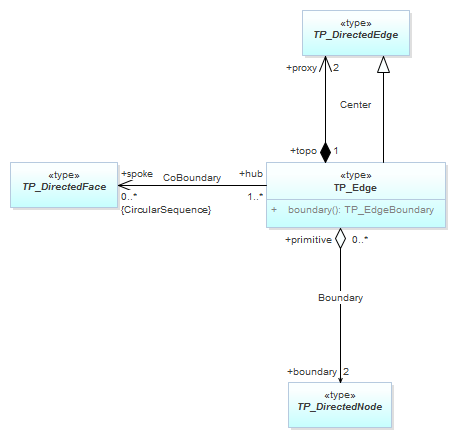 «type»
TP_DirectedEdge
+proxy 2
Center
+topo 1
«type»
TP_DirectedFace
+spoke CoBoundary +hub
0..* 1..*
{CircularSequence}
«type»
TP_Edge
+ boundary(): TP_EdgeBoundary
+primitive 0..*
Boundary
+boundary 2
«type»
TP_DirectedNode